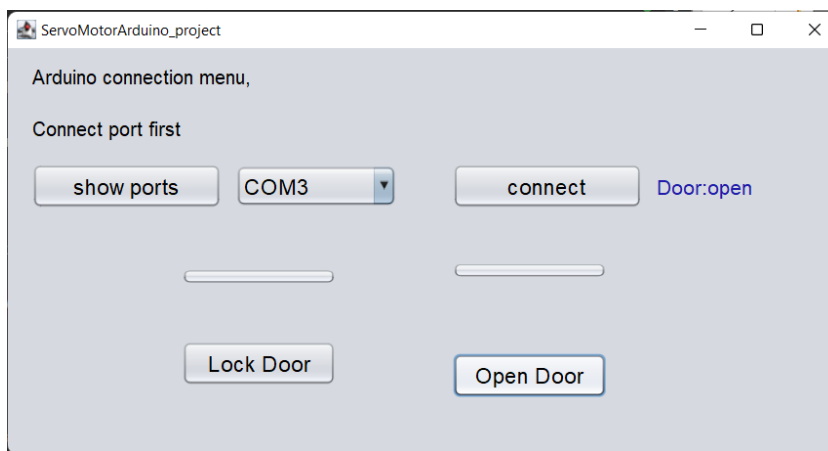 ServoMotorArduino_project
Arduino connection menu,
Connect port first
show ports COM3 connect Door:open
Lock Door
Open Door